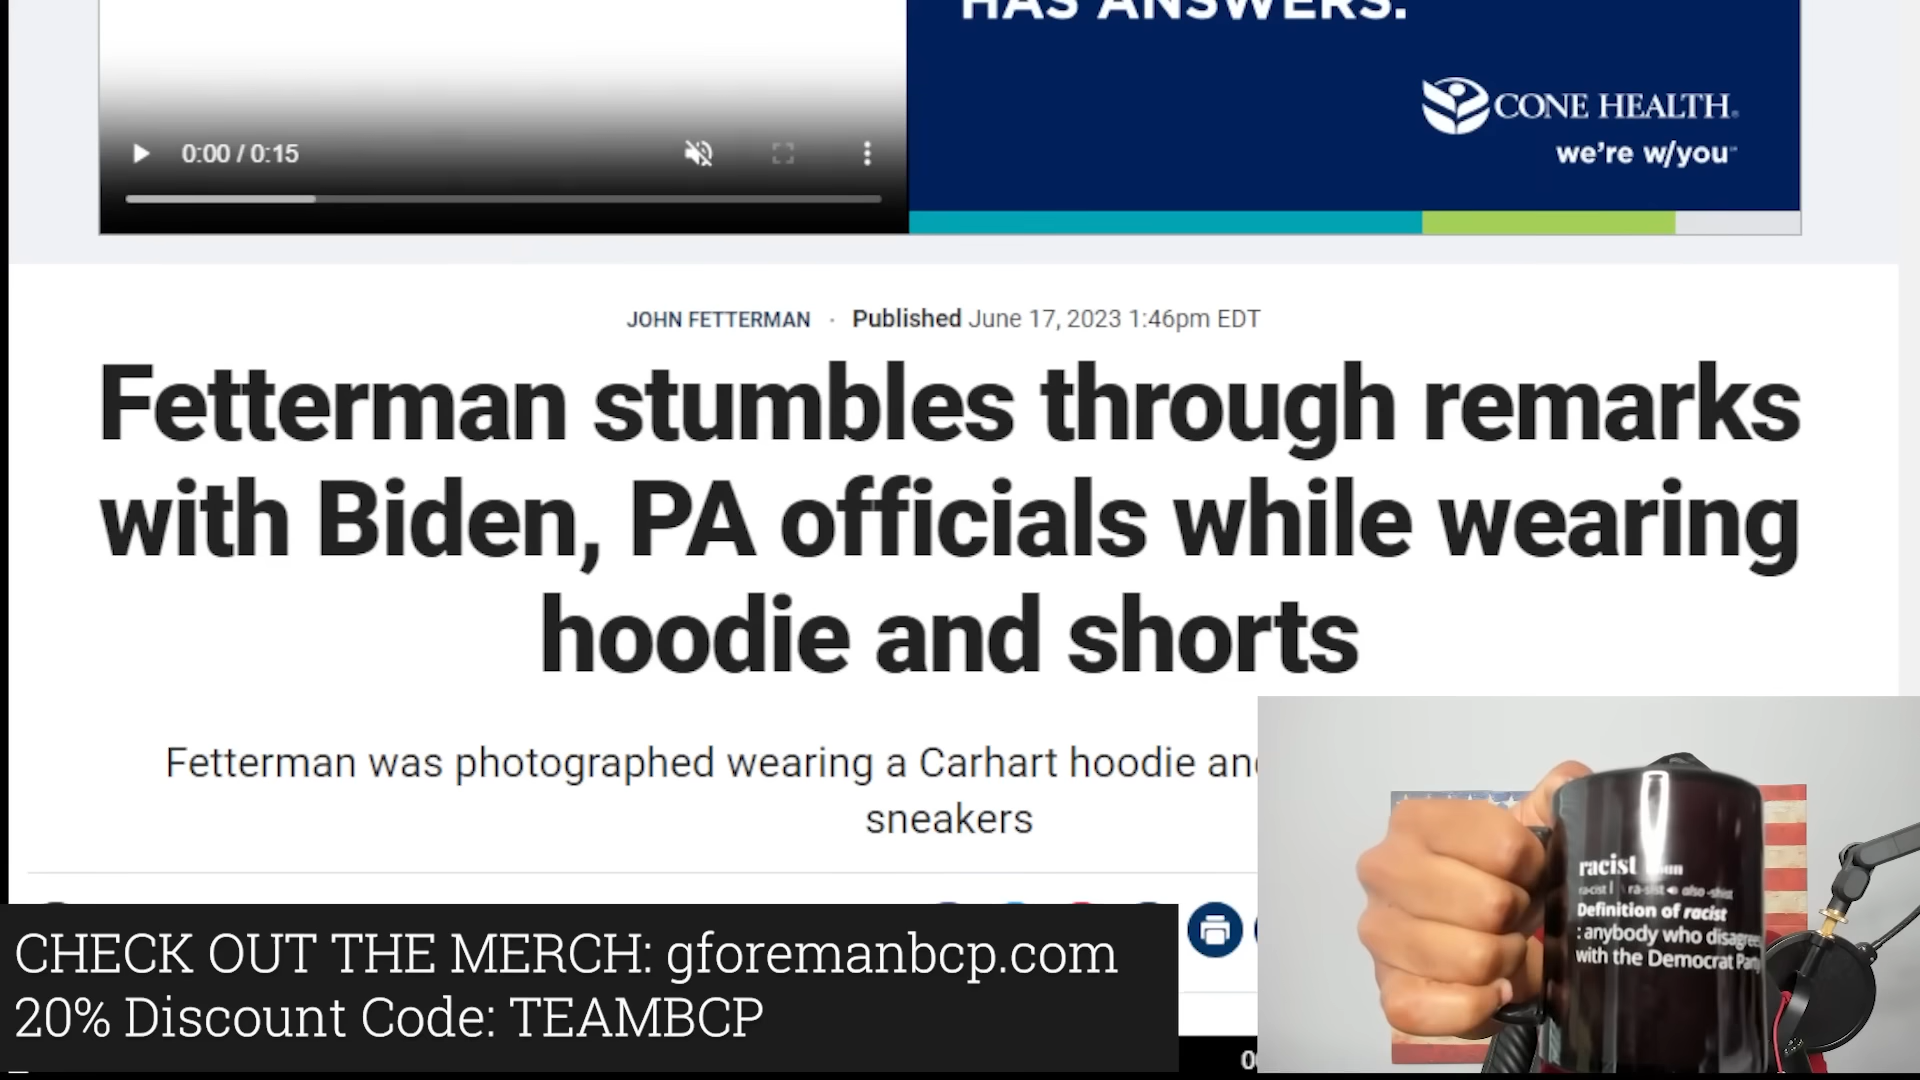 HAS ANSWERS.
CONE HEALTH
we're w/you
0:00 / 0:15
JOHN FETTERMAN · Published June 17, 2023 1:46pm EDT
Fetterman stumbles through remarks
with Biden, PA officials while wearing
hoodie and shorts
Fetterman was photographed wearing a Carhart hoodie
sneakers
racist
Definition of racist
: anybody who disagrees
with the Democrat Party
CHECK OUT THE MERCH: gforemanbcp.com
20% Discount Code: TEAMBCP